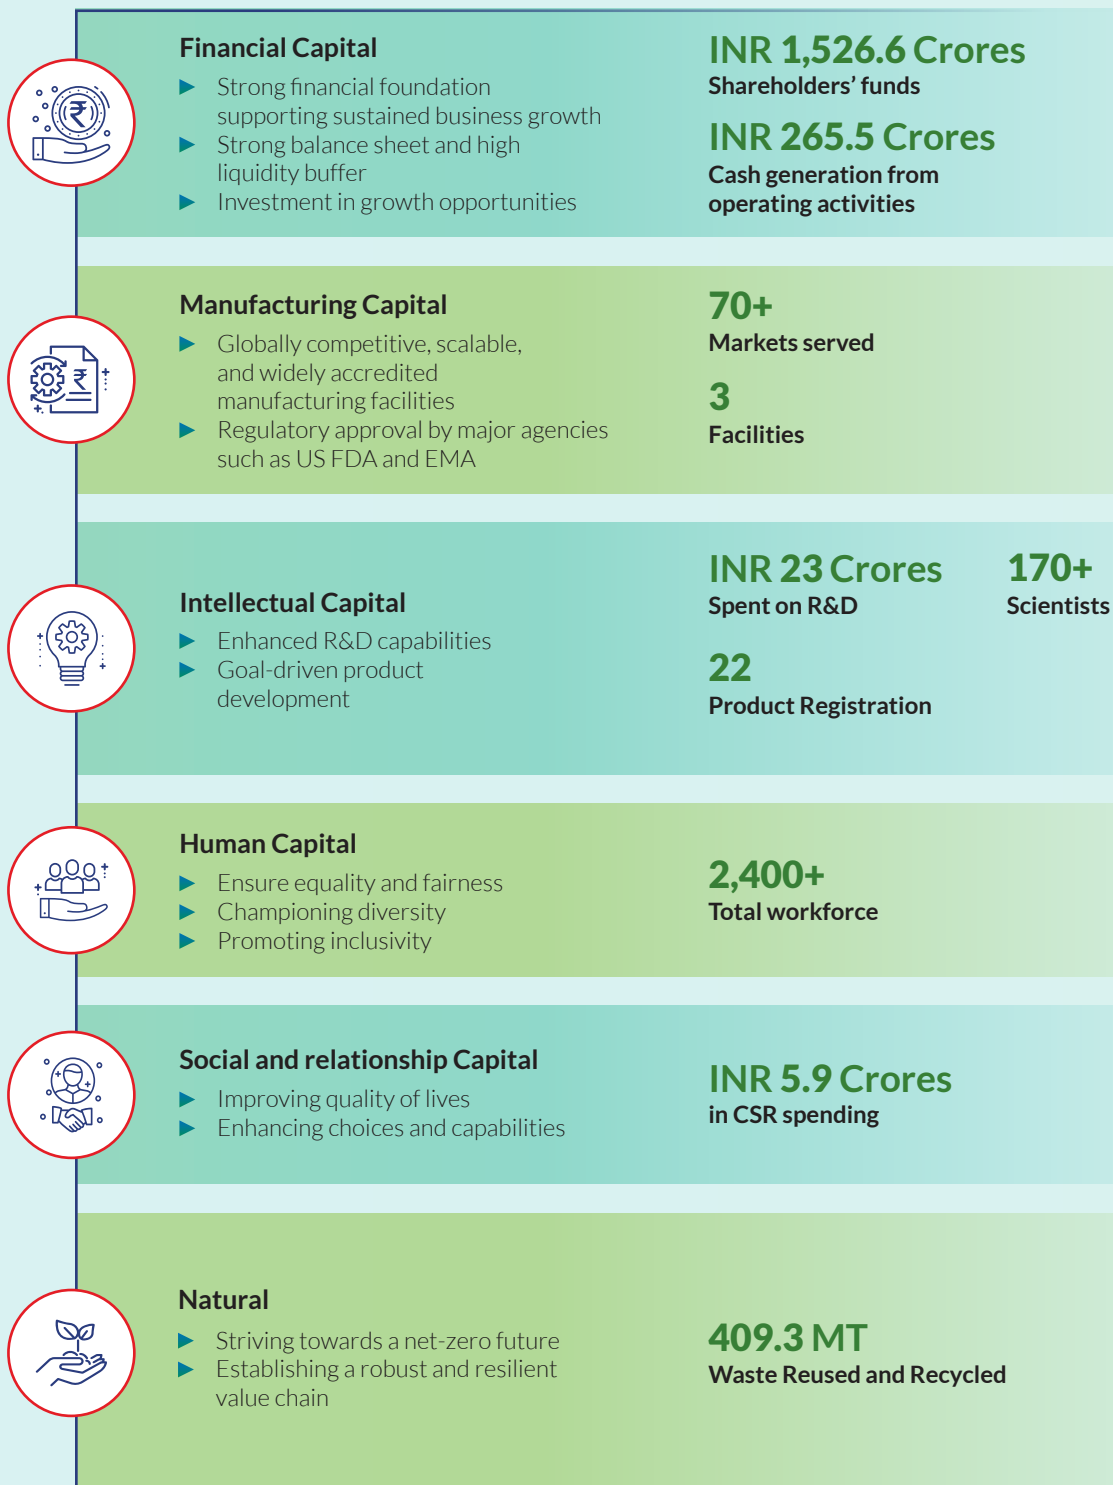 Financial Capital
► Strong financial foundation
supporting sustained business growth
► Strong balance sheet and high
liquidity buffer
► Investment in growth opportunities
INR 1,526.6 Crores
Shareholders’ funds
INR 265.5 Crores
Cash generation from
operating activities
Manufacturing Capital
► Globally competitive, scalable,
and widely accredited
manufacturing facilities
► Regulatory approval by major agencies
such as US FDA and EMA
70+
Markets served
3
Facilities
Intellectual Capital
► Enhanced R&D capabilities
► Goal-driven product
development
INR 23 Crores
Spent on R&D
170+
Scientists
22
Product Registration
Human Capital
► Ensure equality and fairness
► Championing diversity
► Promoting inclusivity
2,400+
Total workforce
Social and relationship Capital
► Improving quality of lives
► Enhancing choices and capabilities
INR 5.9 Crores
in CSR spending
Natural
► Striving towards a net-zero future
► Establishing a robust and resilient
value chain
409.3 MT
Waste Reused and Recycled